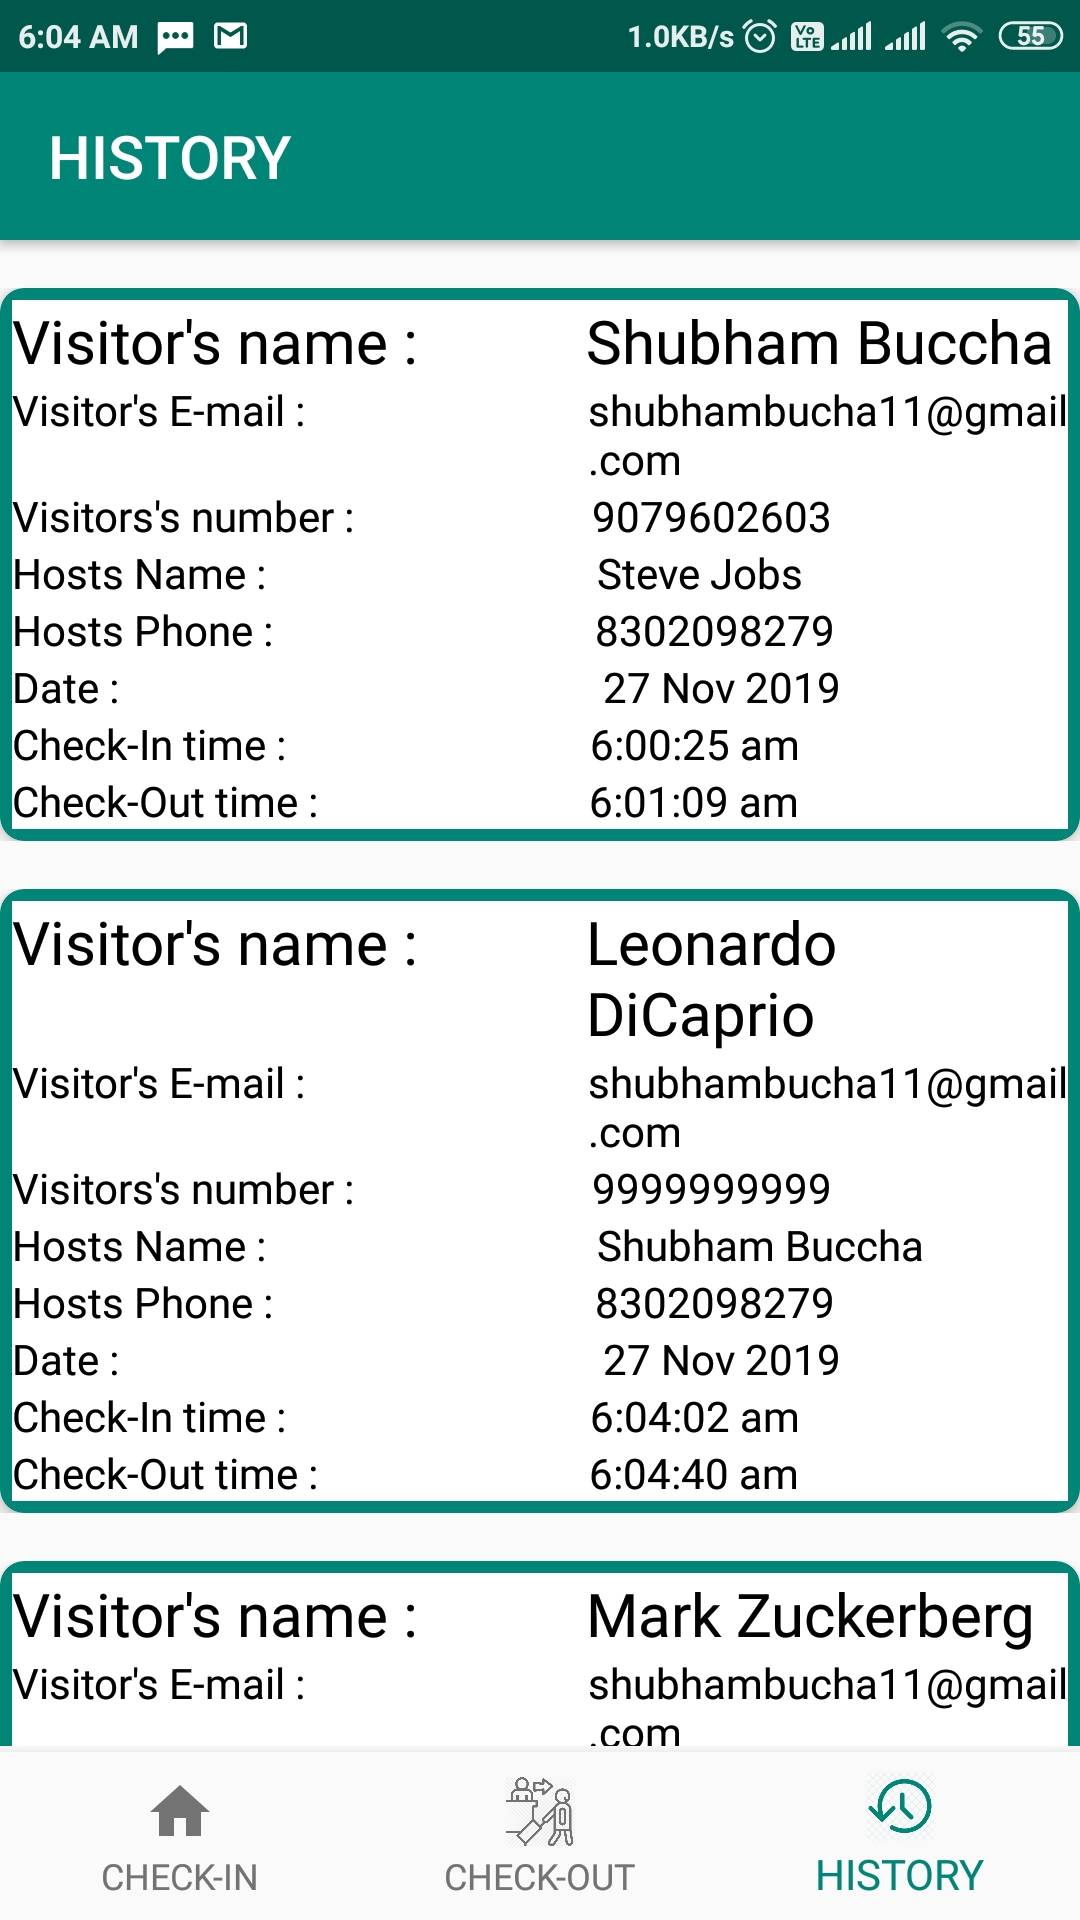 6:04 AM 1.0KB/s Vo LTE 55
HISTORY
Visitor's name : Shubham Buccha
Visitor's E-mail : shubhambucha11@gmail
.com
Visitors's number : 9079602603
Hosts Name : Steve Jobs
Hosts Phone : 8302098279
Date : 27 Nov 2019
Check-In time : 6:00:25 am
Check-Out time : 6:01:09 am
Visitor's name : Leonardo
DiCaprio
Visitor's E-mail : shubhambucha11@gmail
.com
Visitors's number : 9999999999
Hosts Name : Shubham Buccha
Hosts Phone : 8302098279
Date : 27 Nov 2019
Check-In time : 6:04:02 am
Check-Out time : 6:04:40 am
Visitor's name : Mark Zuckerberg
Visitor's E-mail : shubhambucha11@gmail
.com
CHECK-IN CHECK-OUT HISTORY